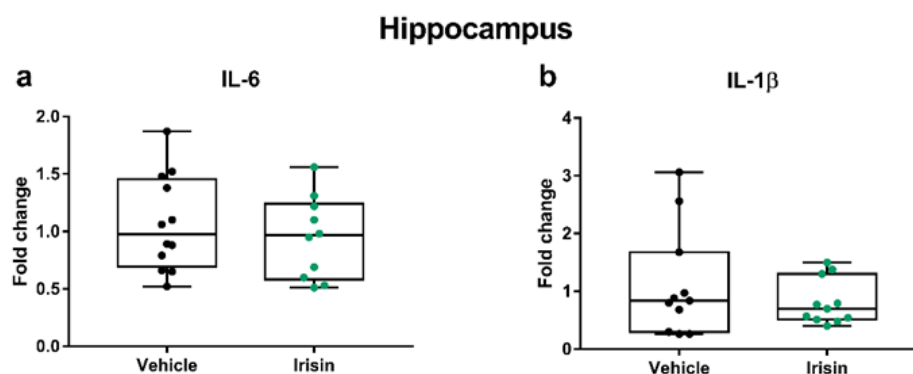 Hippocampus
a
IL-6
Fold change
2.0
1.5
1.0
0.5
0.0
Vehicle
Irisin
b
IL-1β
Fold change
4
3
2
1
0
Vehicle
Irisin